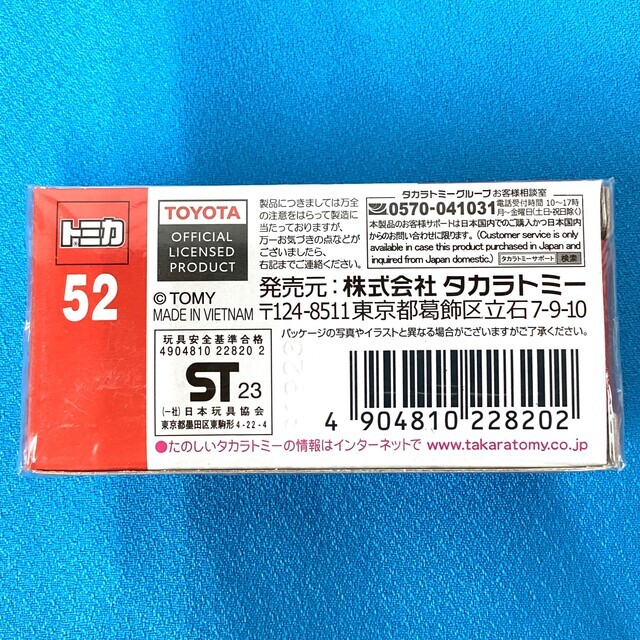 トミカ
52
TOYOTA
OFFICIAL
LICENSED
PRODUCT
© TOMY
MADE IN VIETNAM
製品につきましては万全
の注意をはらって製造に
当たっておりますが、
万一お気づきの点などが
ございましたら、
右記までご連絡ください。
タカラトミーグループお客様相談室
0570-041031
電話受付時間 10〜17時
月〜金曜日(土・日・祝日除く)
本製品のお客様サポートは日本国内でのご購入かつ日本国内
からのお問い合わせに限ります。(Customer service is only
available in case this product purchased in Japan and
inquired from Japan domestic.)
タカラトミーサポート 検索
発売元：株式会社 タカラトミー
〒124-8511 東京都葛飾区立石7-9-10
パッケージの写真やイラストと異なる場合がございますがご了承ください。
玩具安全基準合格
4904810 22820 2
ST 23
(一社)日本玩具協会
東京都墨田区東駒形4-22-4
4 904810 228202
●たのしいタカラトミーの情報はインターネットで www.takaratomy.co.jp